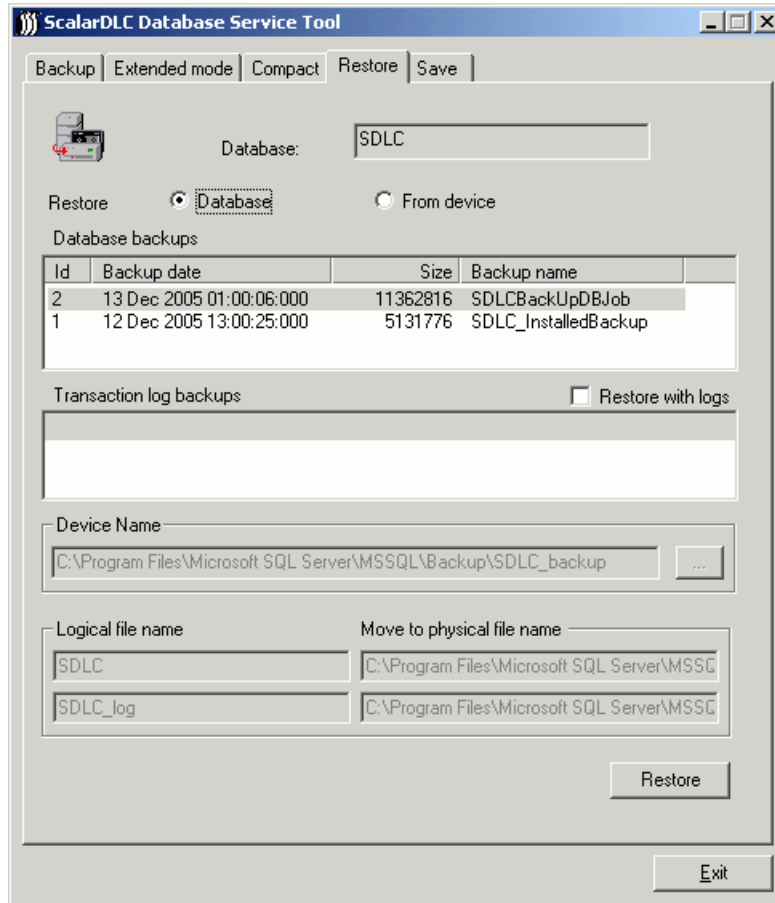 ScalarDLC Database Service Tool
Backup Extended mode Compact Restore Save
Database: SDLC
Restore Database From device
Database backups
Id Backup date Size Backup name
2 13 Dec 2005 01:00:06:000 11362816 SDLCBackUpDBJob
1 12 Dec 2005 13:00:25:000 5131776 SDLC_InstalledBackup
Transaction log backups Restore with logs
Device Name
C:\Program Files\Microsoft SQL Server\MSSQL\Backup\SDLC_backup ...
Logical file name Move to physical file name
SDLC C:\Program Files\Microsoft SQL Server\MSSQ
SDLC_log C:\Program Files\Microsoft SQL Server\MSSQ
Restore
Exit